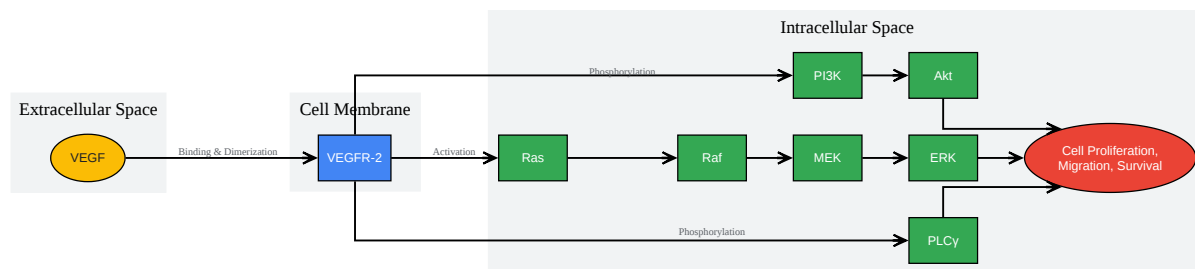 Intracellular Space
Phosphorylation
PI3K
Akt
Extracellular Space
Cell Membrane
VEGF
Binding & Dimerization
VEGFR-2
Activation
Ras
Raf
MEK
ERK
Cell Proliferation,
Migration, Survival
Phosphorylation
PLCγ